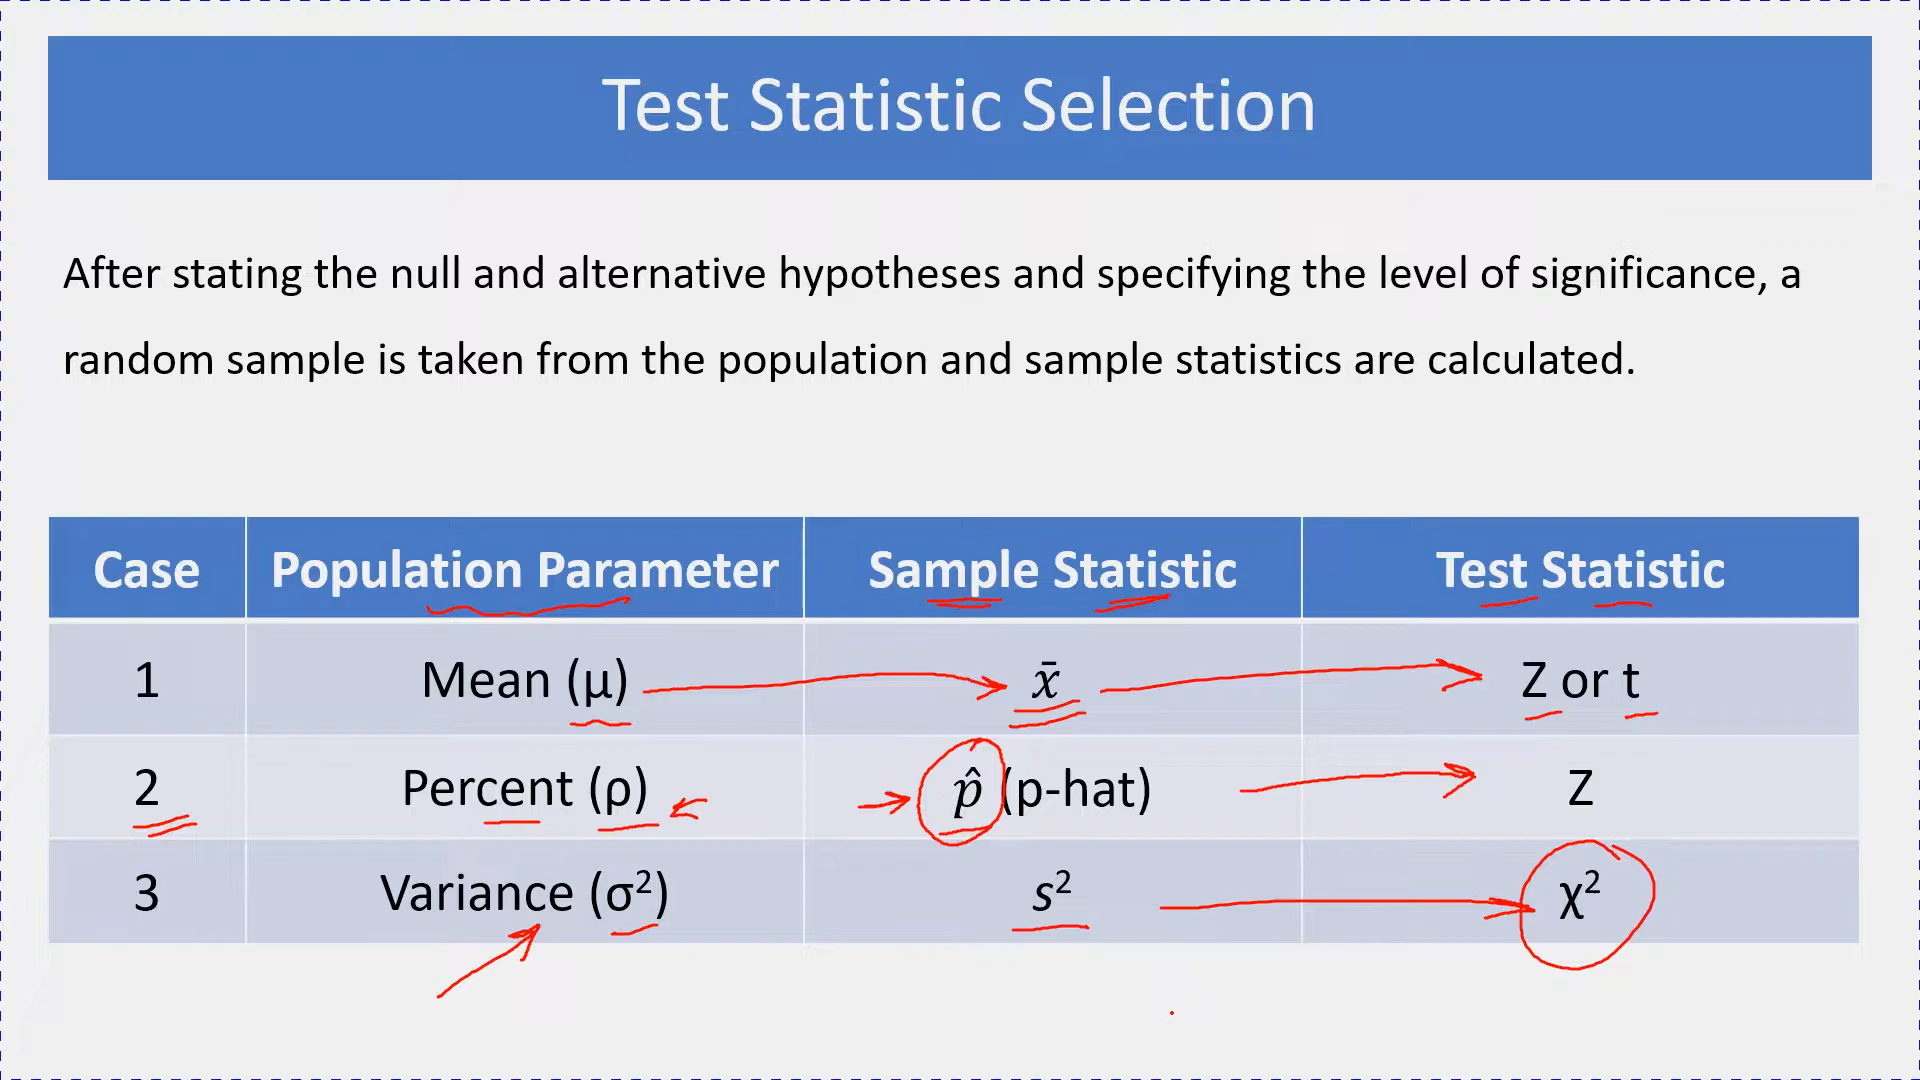 Test Statistic Selection
After stating the null and alternative hypotheses and specifying the level of significance, a
random sample is taken from the population and sample statistics are calculated.
Case Population Parameter Sample Statistic Test Statistic
1 Mean (μ) x̄ Z or t
2 Percent (ρ) p̂ (p-hat) Z
3 Variance (σ²) s² χ²